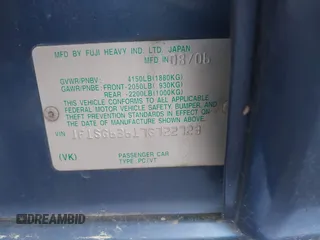 MFD BY FUJI HEAVY IND. LTD. JAPAN
08/06
GVWR/PNBV: 4150LB(1880KG)
GAWR/PNBE: FRONT-2050LB( 930KG)
REAR -2200LB(1000KG)
THIS VEHICLE CONFORMS TO ALL APPLICABLE
FEDERAL MOTOR VEHICLE SAFETY, BUMPER, AND
THEFT PREVENTION STANDARDS IN EFFECT ON THE
DATE OF MANUFACTURE SHOWN ABOVE.
(VK)
PASSENGER CAR
TYPE:PC/VT
DREAMBID